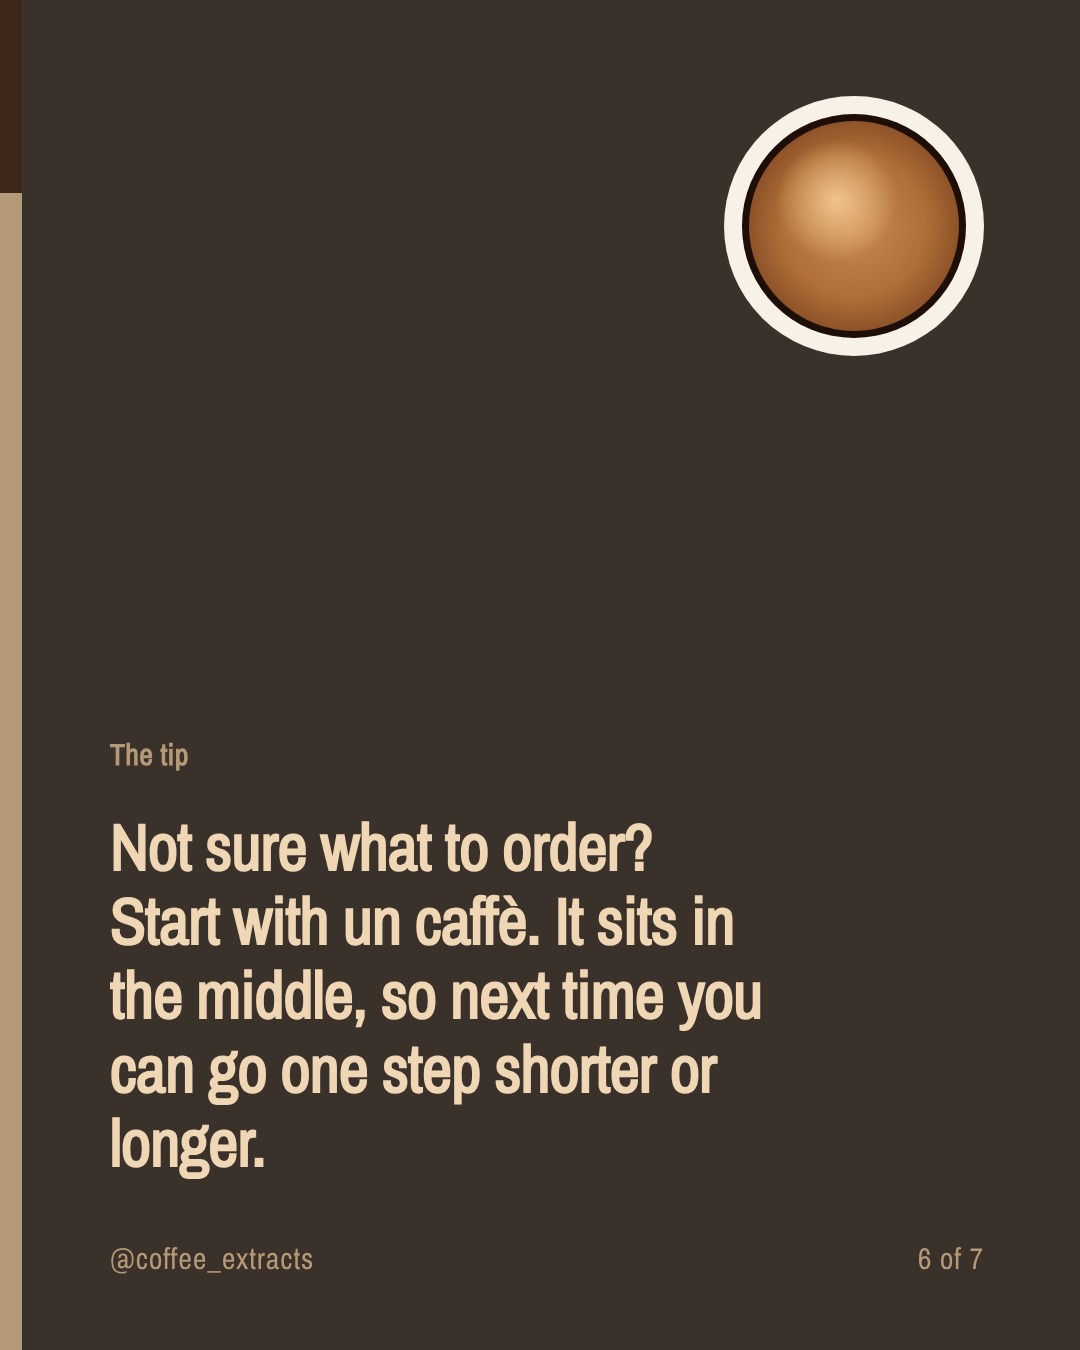 The tip
Not sure what to order?
Start with un caffè. It sits in
the middle, so next time you
can go one step shorter or
longer.
@coffee_extracts
6 of 7